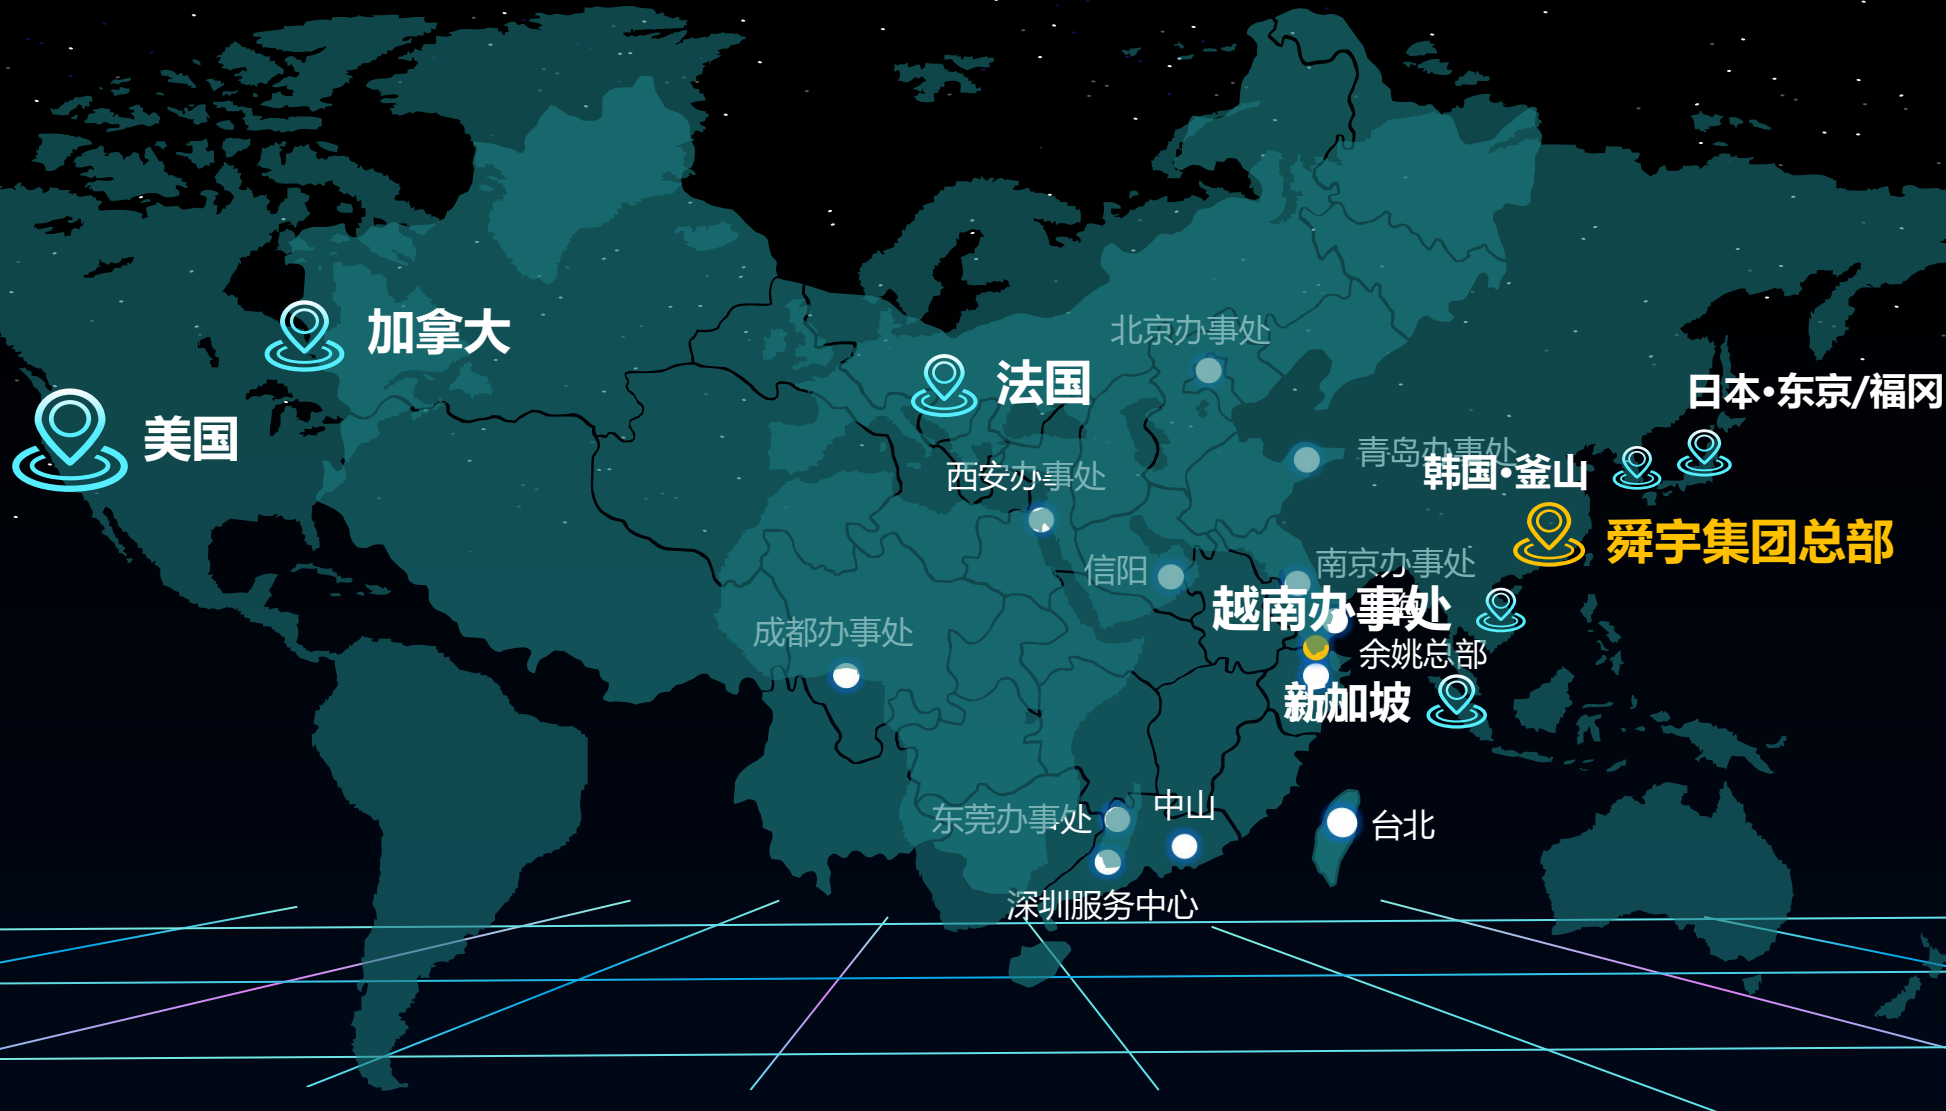 加拿大
北京办事处
法国
日本·东京/福冈
美国
青岛办事处
韩国·釜山
西安办事处
舜宇集团总部
南京办事处
信阳
越南办事处
成都办事处
余姚总部
新加坡
中山
东莞办事处
台北
深圳服务中心